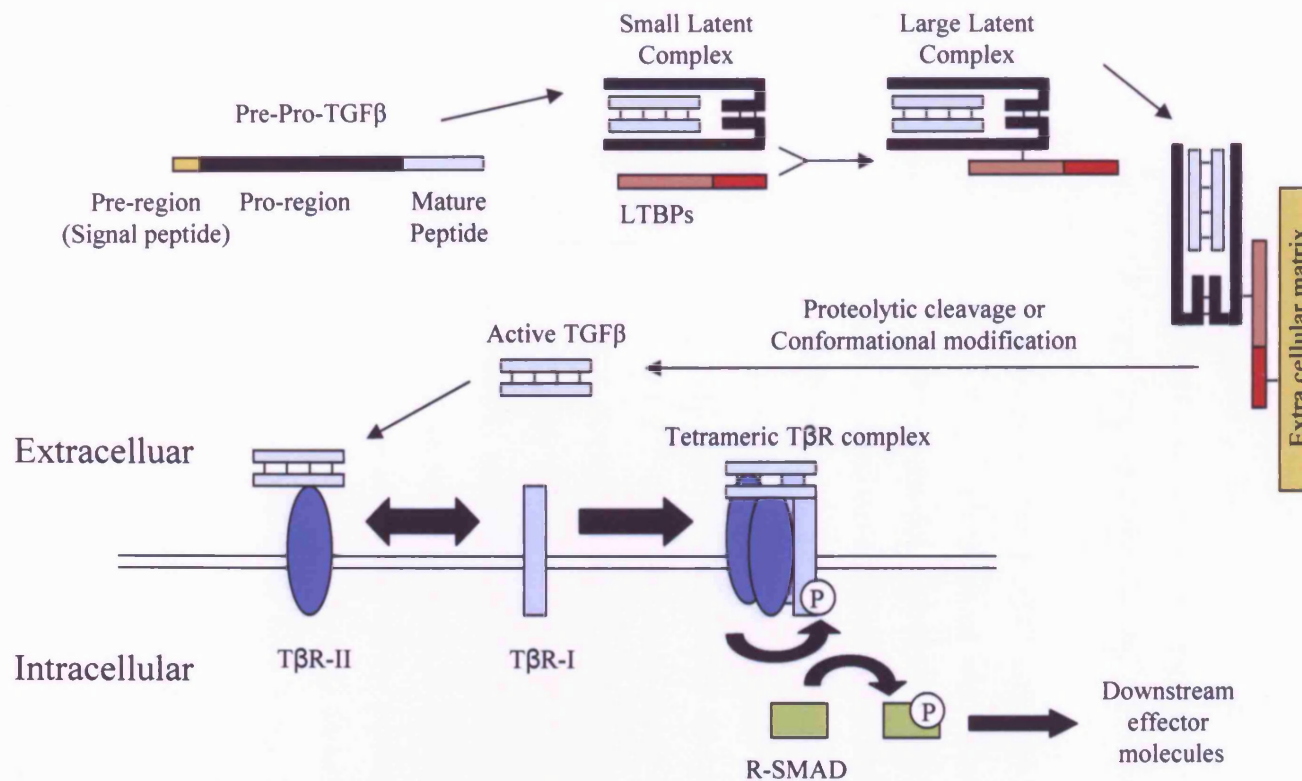 Small Latent
Complex
Large Latent
Complex
Pre-Pro-TGFβ
Pre-region
(Signal peptide)
Pro-region
Mature
Peptide
LTBPs
Extra cellular matrix
Proteolytic cleavage or
Conformational modification
Active TGFβ
Tetrameric TβR complex
Extracelluar
P
Intracellular
TβR-II
TβR-I
P
R-SMAD
Downstream
effector
molecules